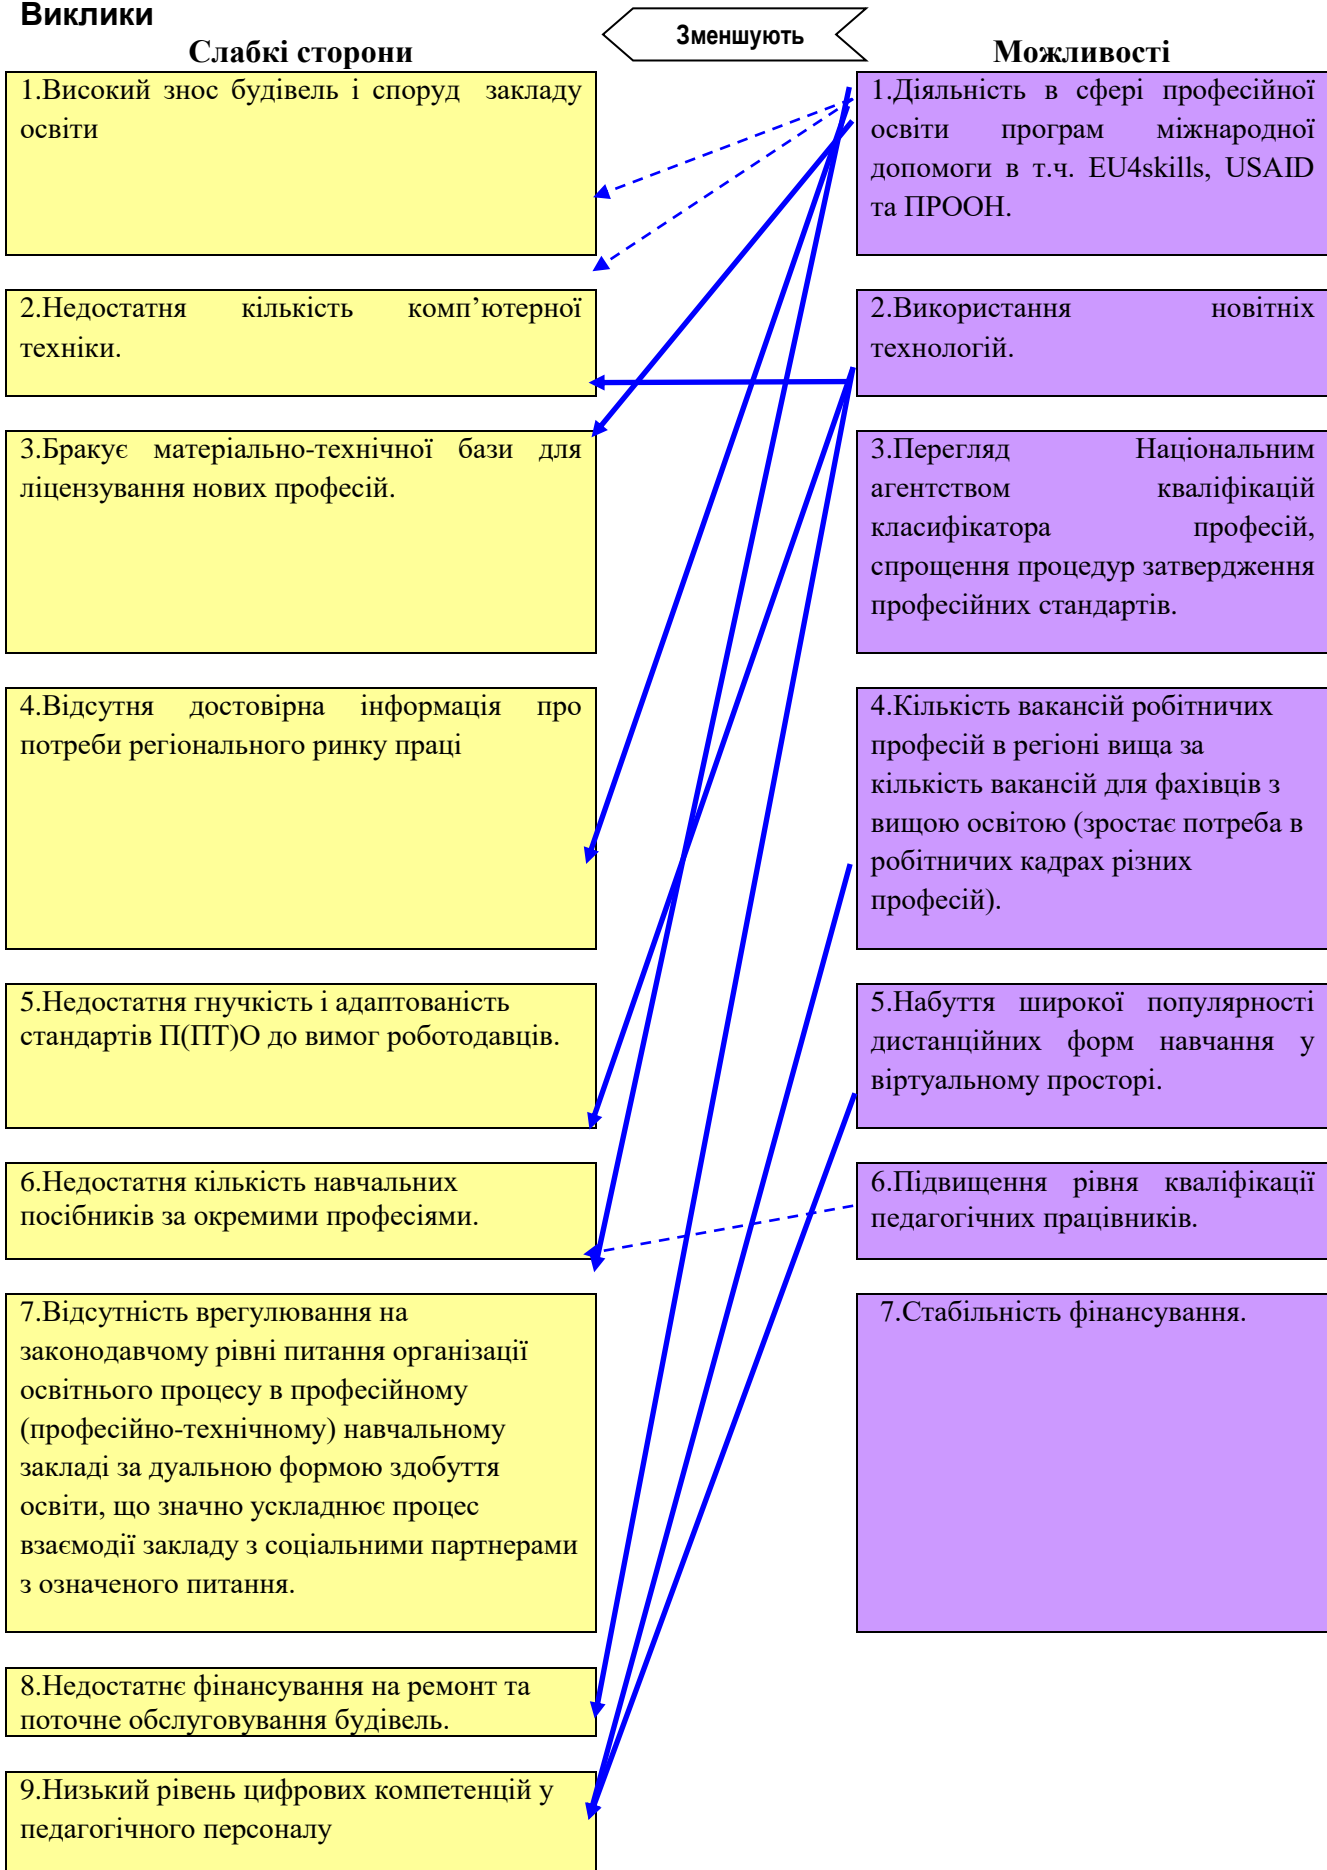 Виклики
Зменшують
Слабкі сторони
Можливості
1.Високий знос будівель і споруд закладу
освіти
1.Діяльність в сфері професійної
освіти програм міжнародної
допомоги в т.ч. EU4skills, USAID
та ПРООН.
2.Недостатня кількість комп’ютерної
техніки.
2.Використання новітніх
технологій.
3.Бракує матеріально-технічної бази для
ліцензування нових професій.
3.Перегляд Національним
агентством кваліфікацій
класифікатора професій,
спрощення процедур затвердження
професійних стандартів.
4.Відсутня достовірна інформація про
потреби регіонального ринку праці
4.Кількість вакансій робітничих
професій в регіоні вища за
кількість вакансій для фахівців з
вищою освітою (зростає потреба в
робітничих кадрах різних
професій).
5.Недостатня гнучкість і адаптованість
стандартів П(ПТ)О до вимог роботодавців.
5.Набуття широкої популярності
дистанційних форм навчання у
віртуальному просторі.
6.Недостатня кількість навчальних
посібників за окремими професіями.
6.Підвищення рівня кваліфікації
педагогічних працівників.
7.Відсутність врегулювання на
законодавчому рівні питання організації
освітнього процесу в професійному
(професійно-технічному) навчальному
закладі за дуальною формою здобуття
освіти, що значно ускладнює процес
взаємодії закладу з соціальними партнерами
з означеного питання.
7.Стабільність фінансування.
8.Недостатнє фінансування на ремонт та
поточне обслуговування будівель.
9.Низький рівень цифрових компетенцій у
педагогічного персоналу